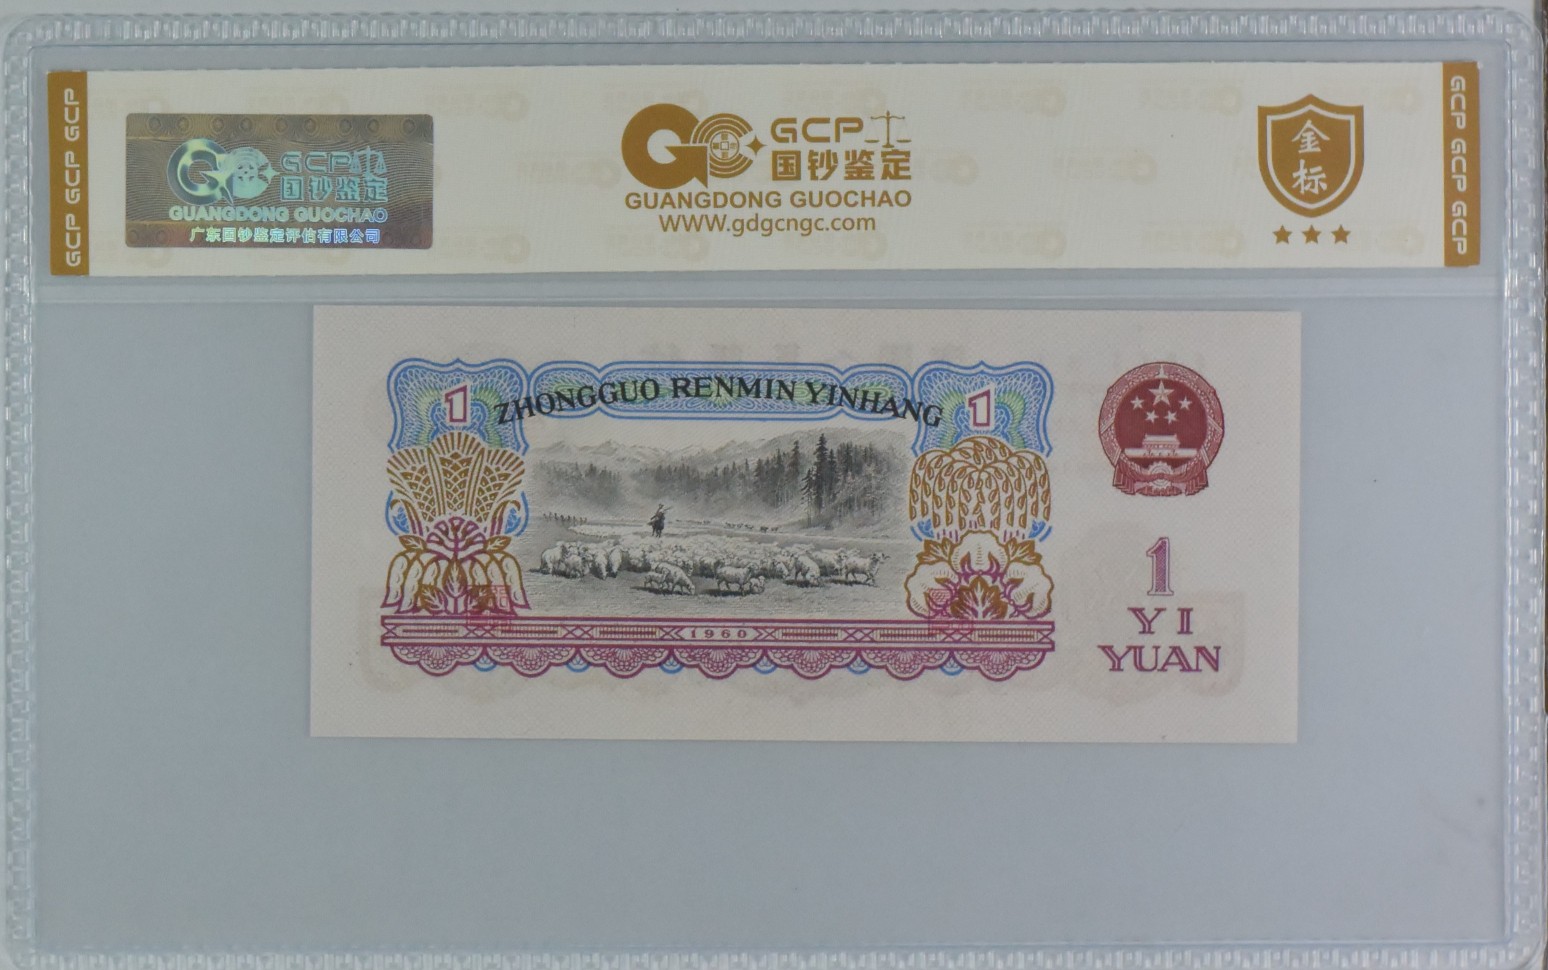 GCP GCP GCP
GCP
国钞鉴定
GUANGDONG GUOCHAO
广东国钞鉴定评估有限公司
GCP
国钞鉴定
GUANGDONG GUOCHAO
WWW.gdgcngc.com
金
标
GCP GCP GCP
1
ZHONGGUO RENMIN YINHANG
1
1960
1
YI
YUAN